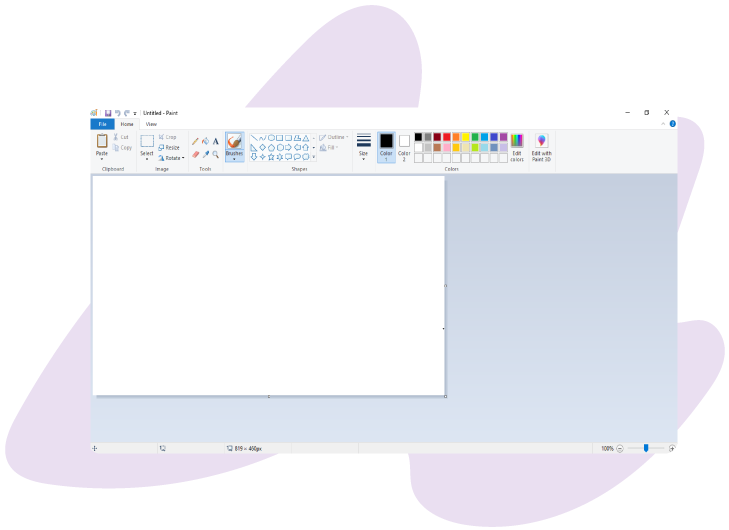 Untitled - Paint
File Home View
Paste
Cut
Copy
Clipboard
Select
Crop
Resize
Rotate
Image
A
Tools
Brushes
Outline
Fill
Shapes
Size
Color
1
Color
2
Edit
colors
Colors
Edit with
Paint 3D
819 × 460px
100%